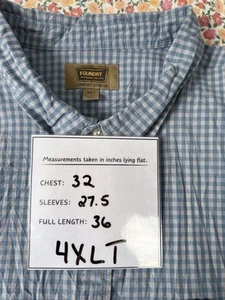 FOUNDRY
Measurements taken in inches lying flat.
CHEST: 32
SLEEVES: 27.5
FULL LENGTH: 36
4XLT